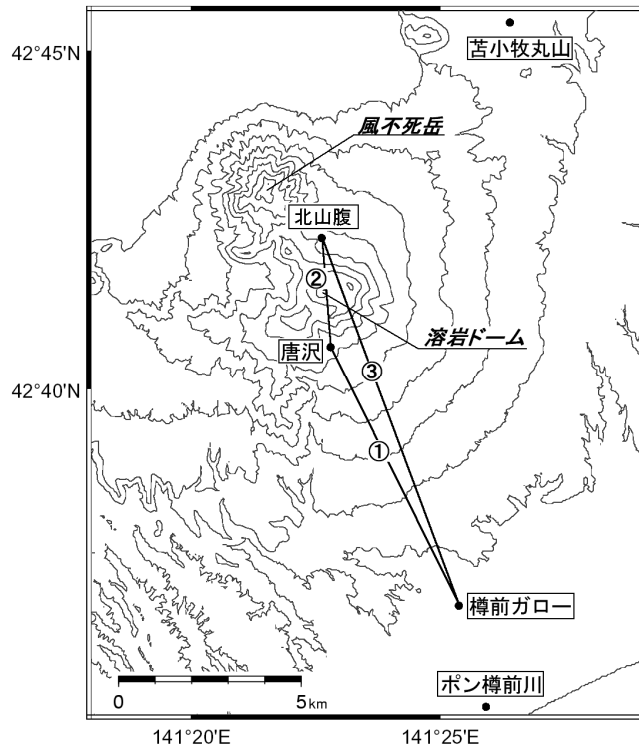 42°45'N
苫小牧丸山
風不死岳
北山腹
②
溶岩ドーム
唐沢
42°40'N
③
①
樽前ガロー
ポン樽前川
0 5km
141°20'E 141°25'E